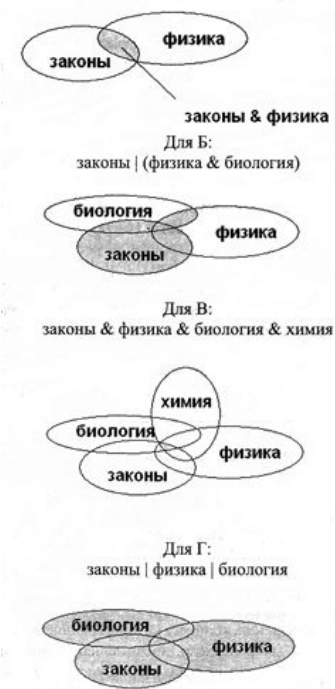 физика
законы
законы & физика
Для Б:
законы | (физика & биология)
биология
физика
законы
Для В:
законы & физика & биология & химия
химия
биология
физика
законы
Для Г:
законы | физика | биология
биология
физика
законы